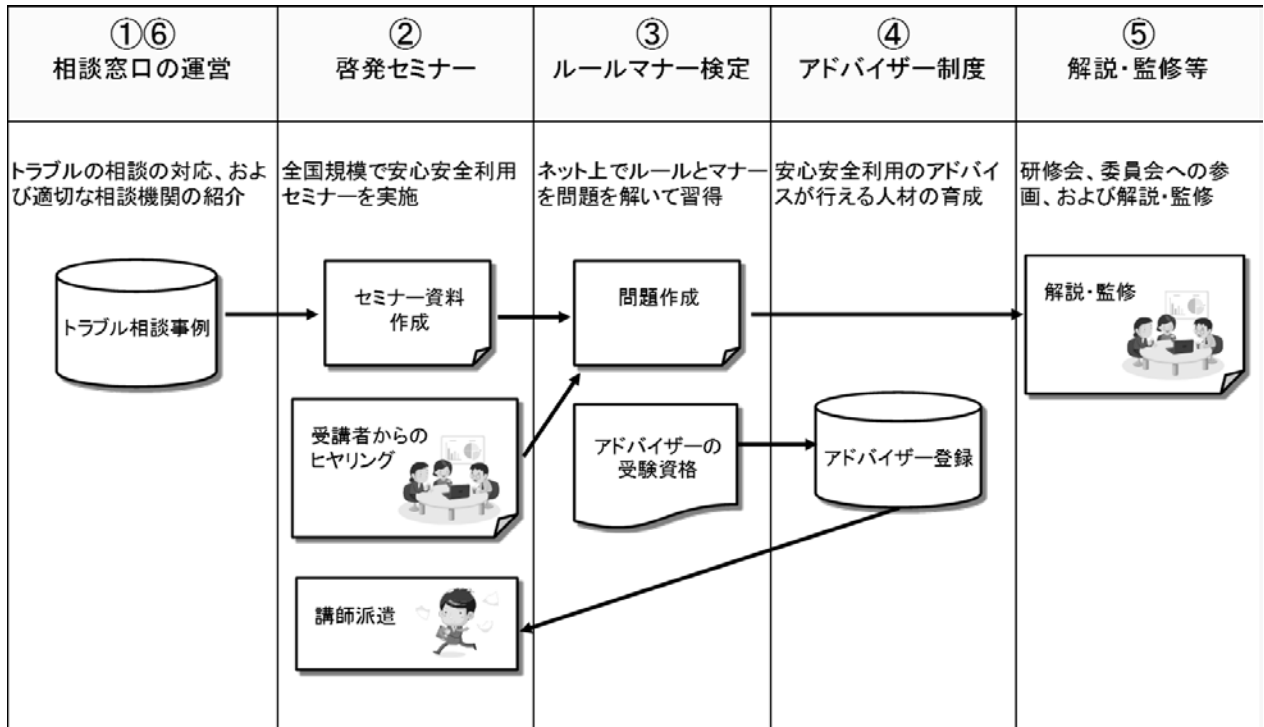 ①⑥
相談窓口の運営
②
啓発セミナー
③
ルールマナー検定
④
アドバイザー制度
⑤
解説・監修等
トラブルの相談の対応、およ
び適切な相談機関の紹介
全国規模で安心安全利用
セミナーを実施
ネット上でルールとマナー
を問題を解いて習得
安心安全利用のアドバイ
スが行える人材の育成
研修会、委員会への参
画、および解説・監修
トラブル相談事例
セミナー資料
作成
問題作成
解説・監修
受講者からの
ヒヤリング
アドバイザーの
受験資格
アドバイザー登録
講師派遣